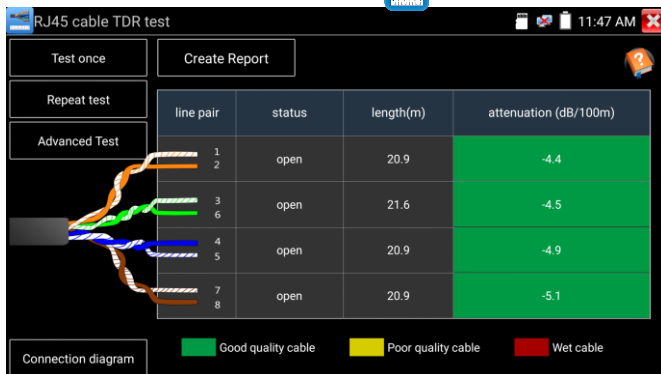 RJ45 cable TDR test
11:47 AM
Test once
Create Report
Repeat test
Advanced Test
line pair status length(m) attenuation (dB/100m)
1
2
open 20.9 -4.4
3
6
open 21.6 -4.5
4
5
open 20.9 -4.9
7
8
open 20.9 -5.1
Good quality cable Poor quality cable Wet cable
Connection diagram